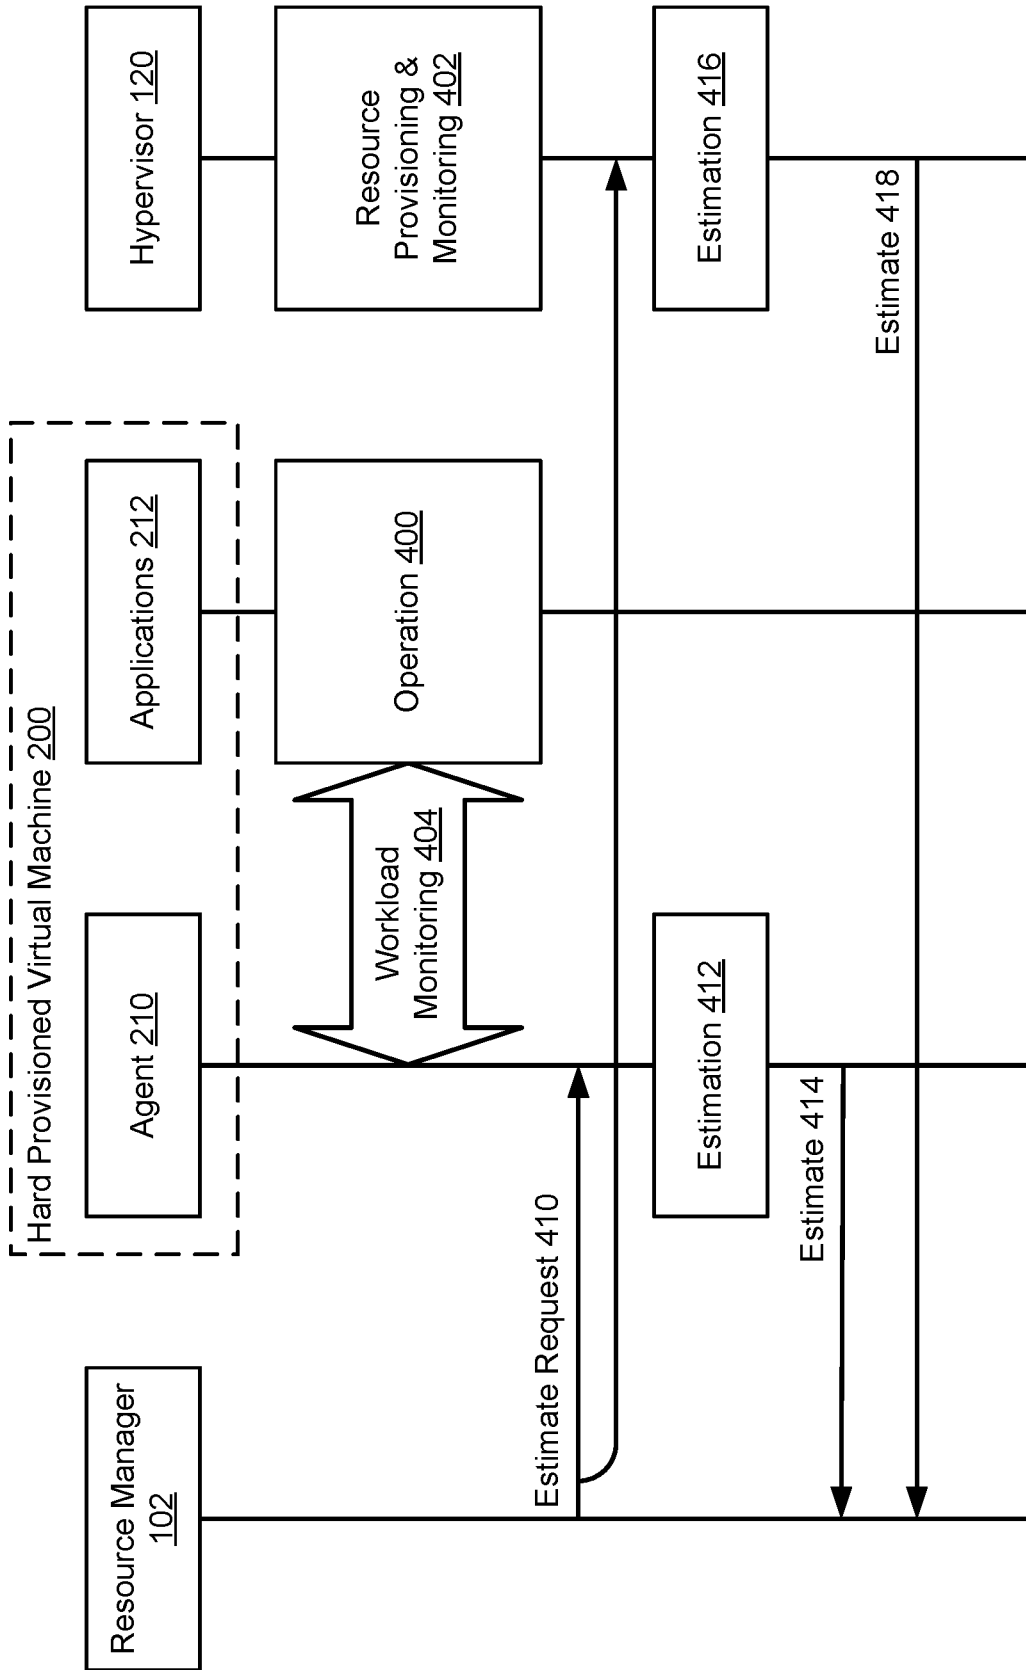 Hard Provisioned Virtual Machine 200
Resource Manager
102
Agent 210
Applications 212
Hypervisor 120
Workload
Monitoring 404
Operation 400
Resource
Provisioning &
Monitoring 402
Estimate Request 410
Estimation 412
Estimation 416
Estimate 414
Estimate 418